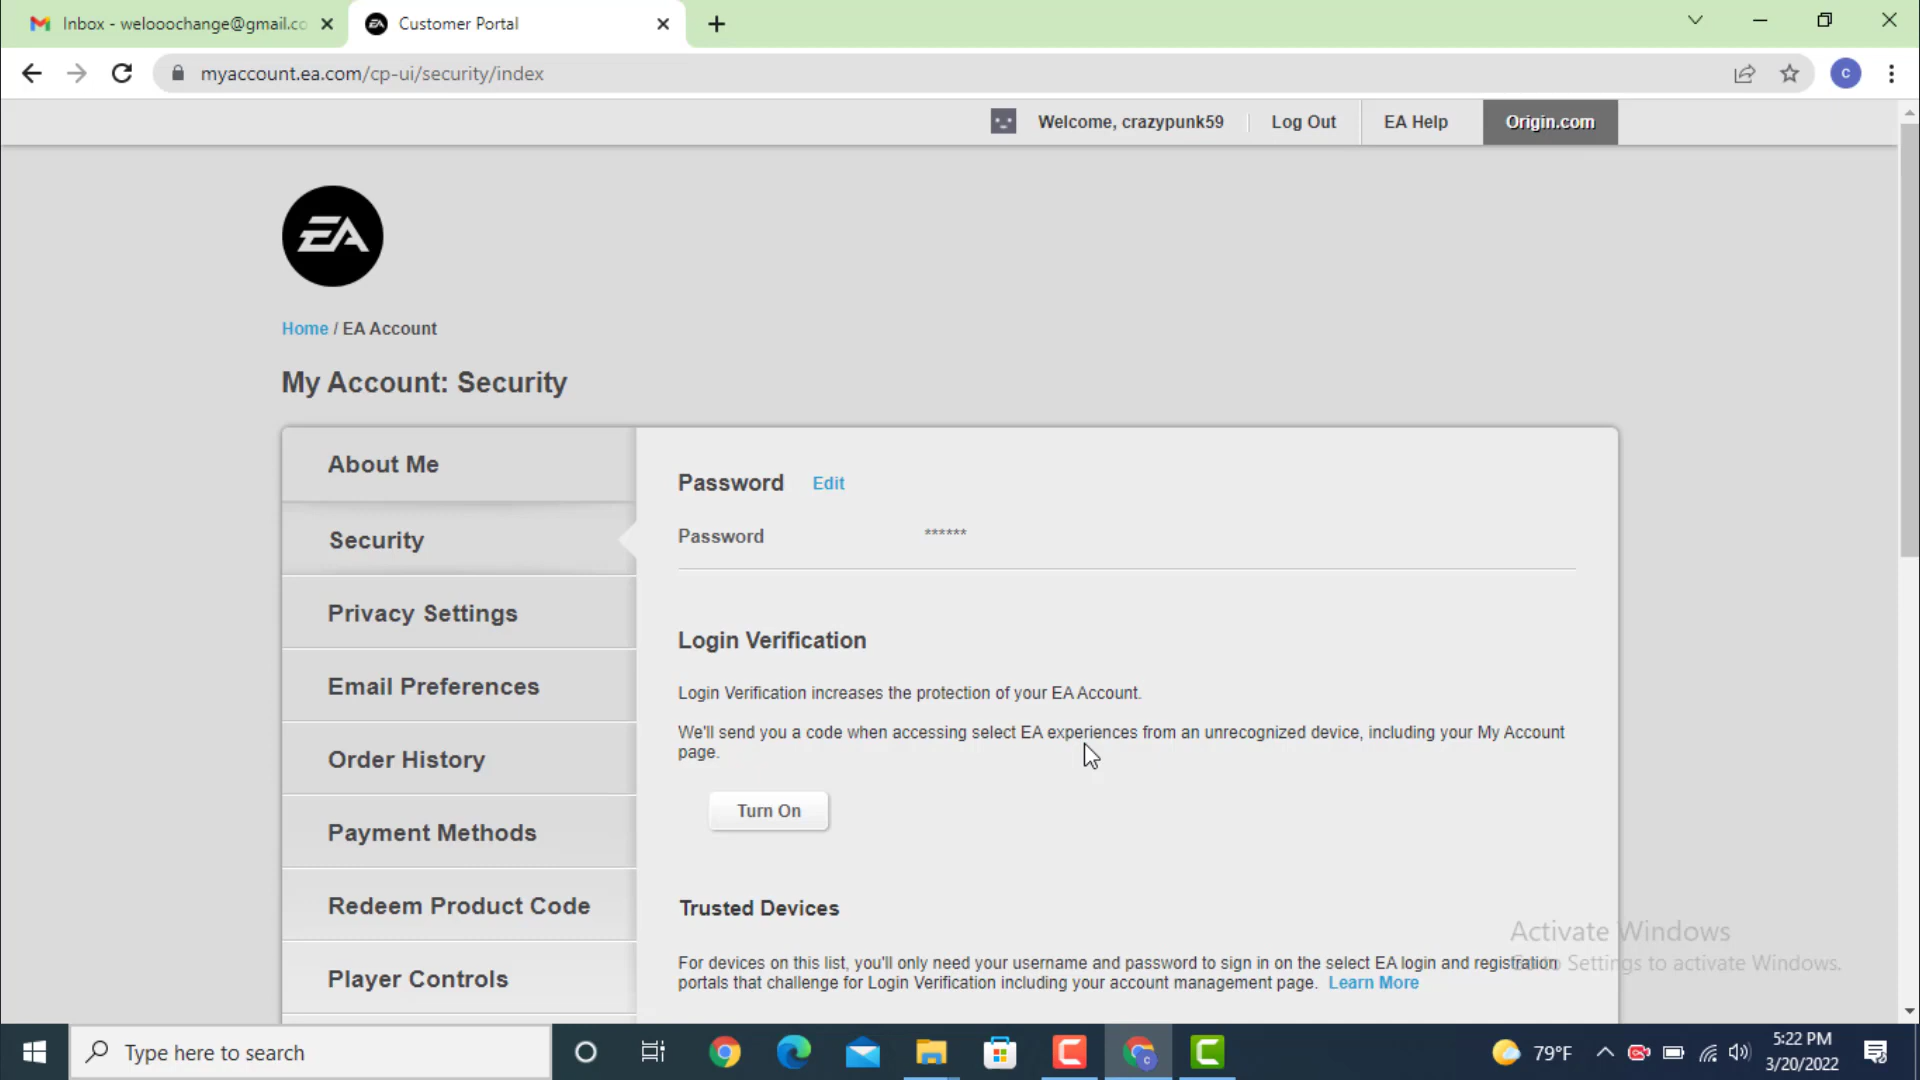 Inbox - welooochange@gmail.co
Customer Portal
myaccount.ea.com/cp-ui/security/index
C
Welcome, crazypunk59
Log Out
EA Help
Origin.com
EA
Home / EA Account
My Account: Security
About Me
Security
Privacy Settings
Email Preferences
Order History
Payment Methods
Redeem Product Code
Player Controls
Password Edit
Password ******
Login Verification
Login Verification increases the protection of your EA Account.
We'll send you a code when accessing select EA experiences from an unrecognized device, including your My Account
page.
Turn On
Trusted Devices
For devices on this list, you'll only need your username and password to sign in on the select EA login and registration
portals that challenge for Login Verification including your account management page. Learn More
Activate Windows
Go to Settings to activate Windows.
Type here to search
79°F
5:22 PM
3/20/2022